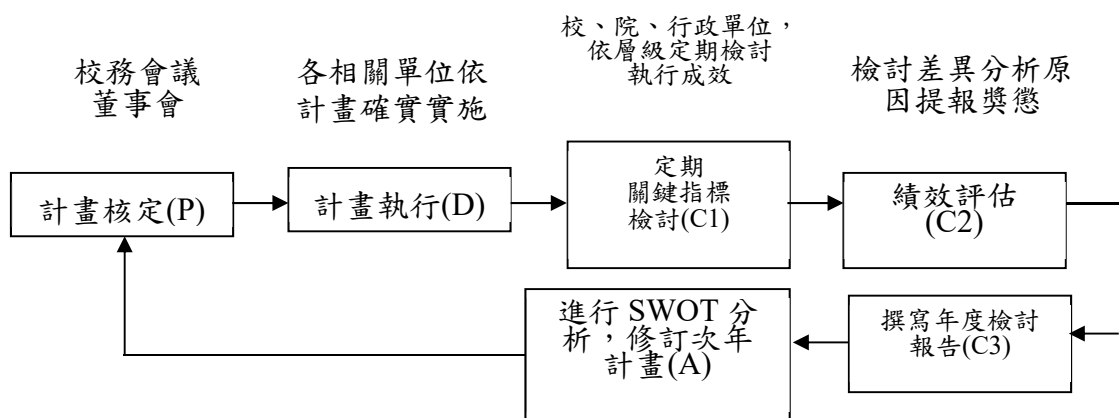 校務會議
董事會
各相關單位依
計畫確實實施
校、院、行政單位，
依層級定期檢討
執行成效
檢討差異分析原
因提報獎懲
計畫核定(P)
計畫執行(D)
定期
關鍵指標
檢討(C1)
績效評估
(C2)
進行 SWOT 分
析，修訂次年
計畫(A)
撰寫年度檢討
報告(C3)